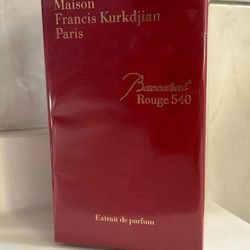 Maison
Francis Kurkdjian
Paris
Baccarat
Rouge 540
Extrait de parfum